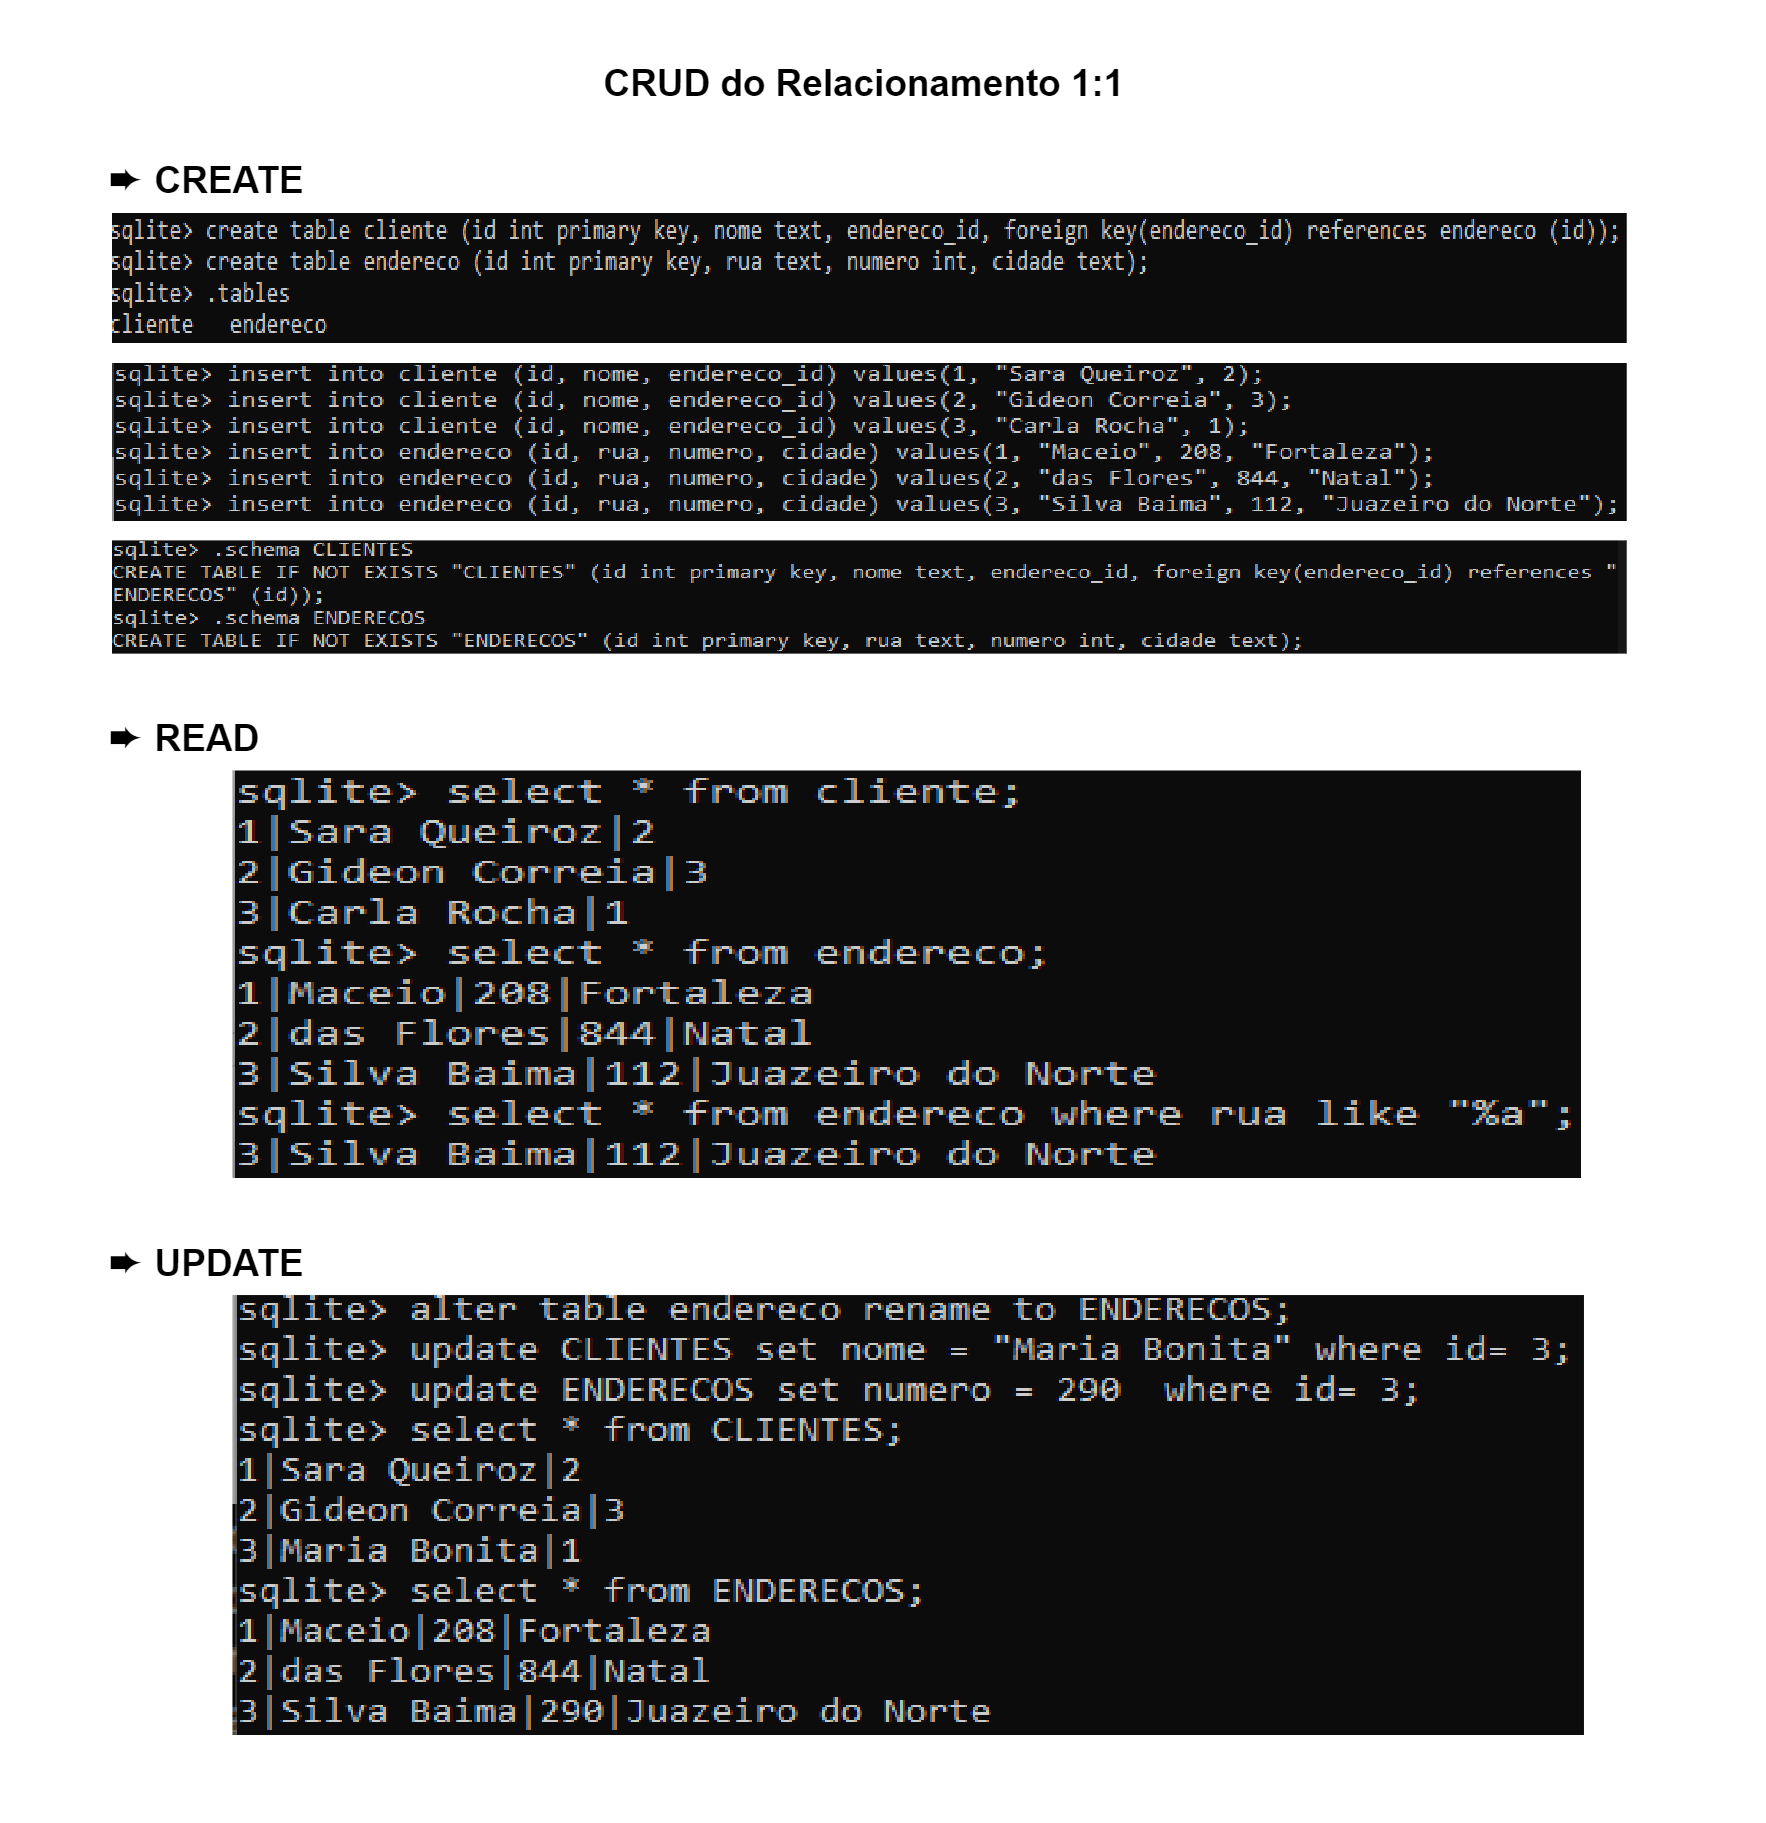 CRUD do Relacionamento 1:1
➨ CREATE
sqlite> create table cliente (id int primary key, nome text, endereco_id, foreign key(endereco_id) references endereco (id));
sqlite> create table endereco (id int primary key, rua text, numero int, cidade text);
sqlite> .tables
cliente   endereco
sqlite> insert into cliente (id, nome, endereco_id) values(1, "Sara Queiroz", 2);
sqlite> insert into cliente (id, nome, endereco_id) values(2, "Gideon Correia", 3);
sqlite> insert into cliente (id, nome, endereco_id) values(3, "Carla Rocha", 1);
sqlite> insert into endereco (id, rua, numero, cidade) values(1, "Maceio", 208, "Fortaleza");
sqlite> insert into endereco (id, rua, numero, cidade) values(2, "das Flores", 844, "Natal");
sqlite> insert into endereco (id, rua, numero, cidade) values(3, "Silva Baima", 112, "Juazeiro do Norte");
sqlite> .schema CLIENTES
CREATE TABLE IF NOT EXISTS "CLIENTES" (id int primary key, nome text, endereco_id, foreign key(endereco_id) references "
ENDERECOS" (id));
sqlite> .schema ENDERECOS
CREATE TABLE IF NOT EXISTS "ENDERECOS" (id int primary key, rua text, numero int, cidade text);
➨ READ
sqlite> select * from cliente;
1|Sara Queiroz|2
2|Gideon Correia|3
3|Carla Rocha|1
sqlite> select * from endereco;
1|Maceio|208|Fortaleza
2|das Flores|844|Natal
3|Silva Baima|112|Juazeiro do Norte
sqlite> select * from endereco where rua like "%a";
3|Silva Baima|112|Juazeiro do Norte
➨ UPDATE
sqlite> alter table endereco rename to ENDERECOS;
sqlite> update CLIENTES set nome = "Maria Bonita" where id= 3;
sqlite> update ENDERECOS set numero = 290  where id= 3;
sqlite> select * from CLIENTES;
1|Sara Queiroz|2
2|Gideon Correia|3
3|Maria Bonita|1
sqlite> select * from ENDERECOS;
1|Maceio|208|Fortaleza
2|das Flores|844|Natal
3|Silva Baima|290|Juazeiro do Norte